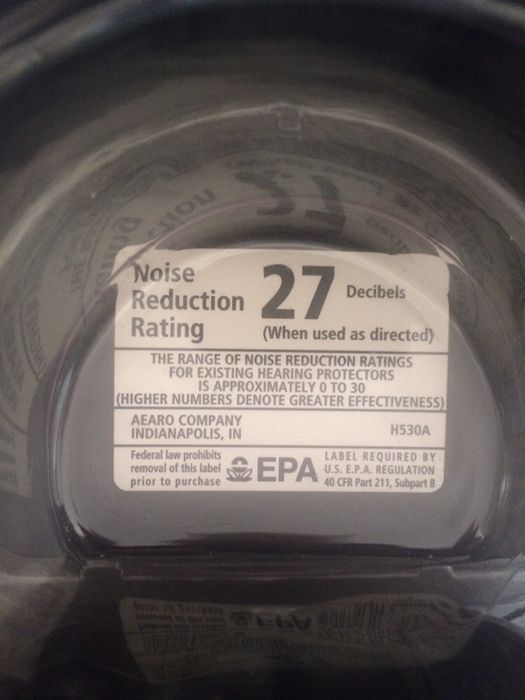 Noise
Reduction
Rating
27 Decibels
(When used as directed)
THE RANGE OF NOISE REDUCTION RATINGS
FOR EXISTING HEARING PROTECTORS
IS APPROXIMATELY 0 TO 30
(HIGHER NUMBERS DENOTE GREATER EFFECTIVENESS)
AEARO COMPANY
INDIANAPOLIS, IN
H530A
Federal law prohibits
removal of this label
prior to purchase
EPA
LABEL REQUIRED BY
U.S. E.P.A. REGULATION
40 CFR Part 211, Subpart B